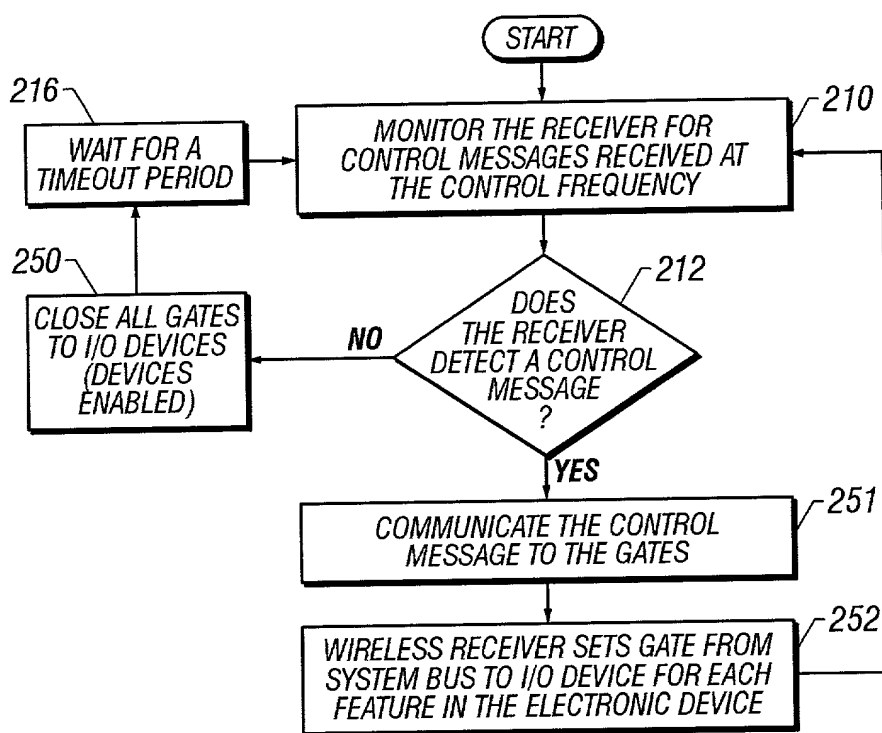 START
216
WAIT FOR A
TIMEOUT PERIOD
MONITOR THE RECEIVER FOR
CONTROL MESSAGES RECEIVED AT
THE CONTROL FREQUENCY
210
250
CLOSE ALL GATES
TO I/O DEVICES
(DEVICES
ENABLED)
NO
DOES
THE RECEIVER
DETECT A CONTROL
MESSAGE
?
212
YES
COMMUNICATE THE CONTROL
MESSAGE TO THE GATES
251
WIRELESS RECEIVER SETS GATE FROM
SYSTEM BUS TO I/O DEVICE FOR EACH
FEATURE IN THE ELECTRONIC DEVICE
252